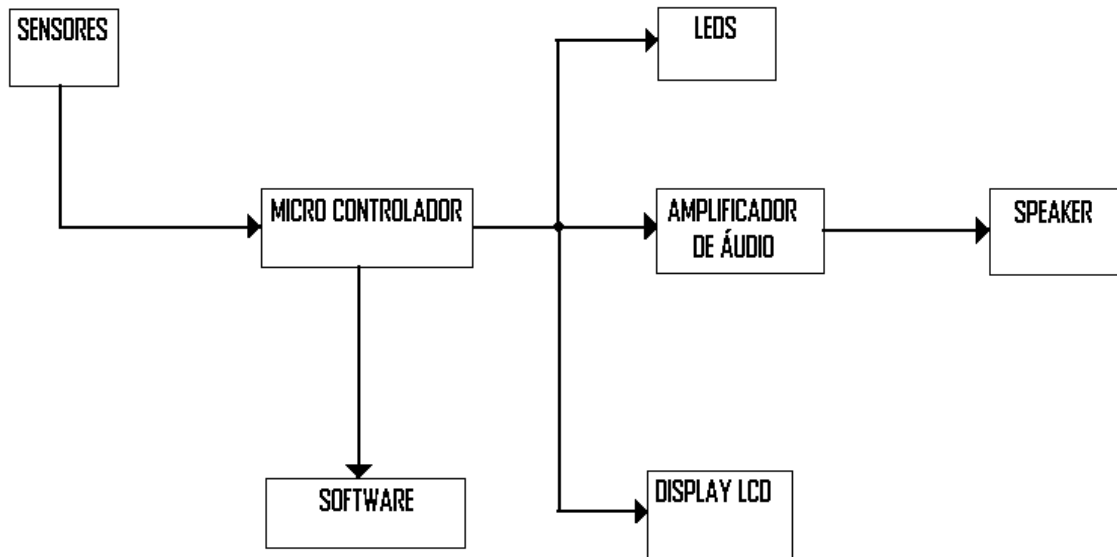 SENSORES
LEDS
MICRO CONTROLADOR
AMPLIFICADOR
DE ÁUDIO
SPEAKER
SOFTWARE
DISPLAY LCD